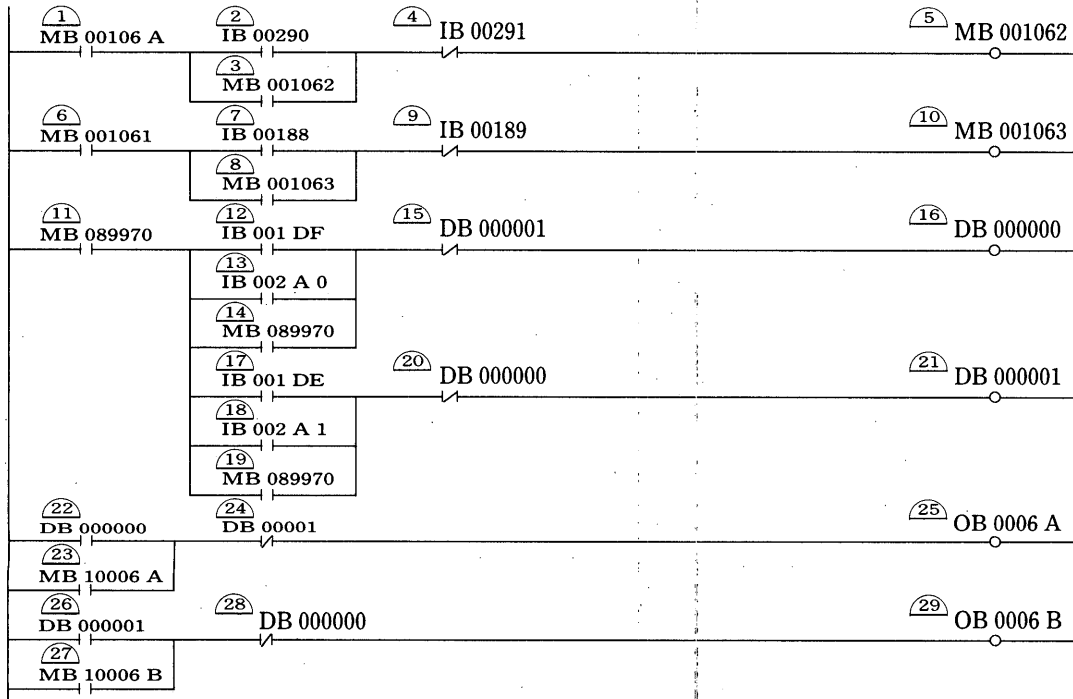 1 2 4 5
MB 00106 A IB 00290 IB 00291 MB 001062
3
MB 001062
6 7 9 10
MB 001061 IB 00188 IB 00189 MB 001063
8
MB 001063
11 12 15 16
MB 089970 IB 001 DF DB 000001 DB 000000
13
IB 002 A 0
14
MB 089970
17 20 21
IB 001 DE DB 000000 DB 000001
18
IB 002 A 1
19
MB 089970
22 24 25
DB 000000 DB 00001 OB 0006 A
23
MB 10006 A
26 28 29
DB 000001 DB 000000 OB 0006 B
27
MB 10006 B